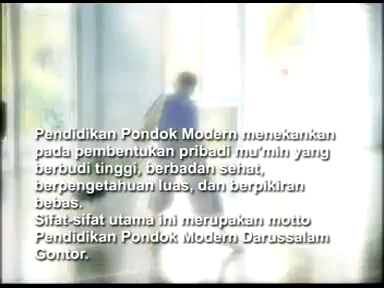 Pendidikan Pondok Modern menekankan
pada pembentukan pribadi mu'min yang
berbudi tinggi, berbadan sehat,
berpengetahuan luas, dan berpikiran
bebas.
Sifat-sifat utama ini merupakan motto
Pendidikan Pondok Modern Darussalam
Gontor.